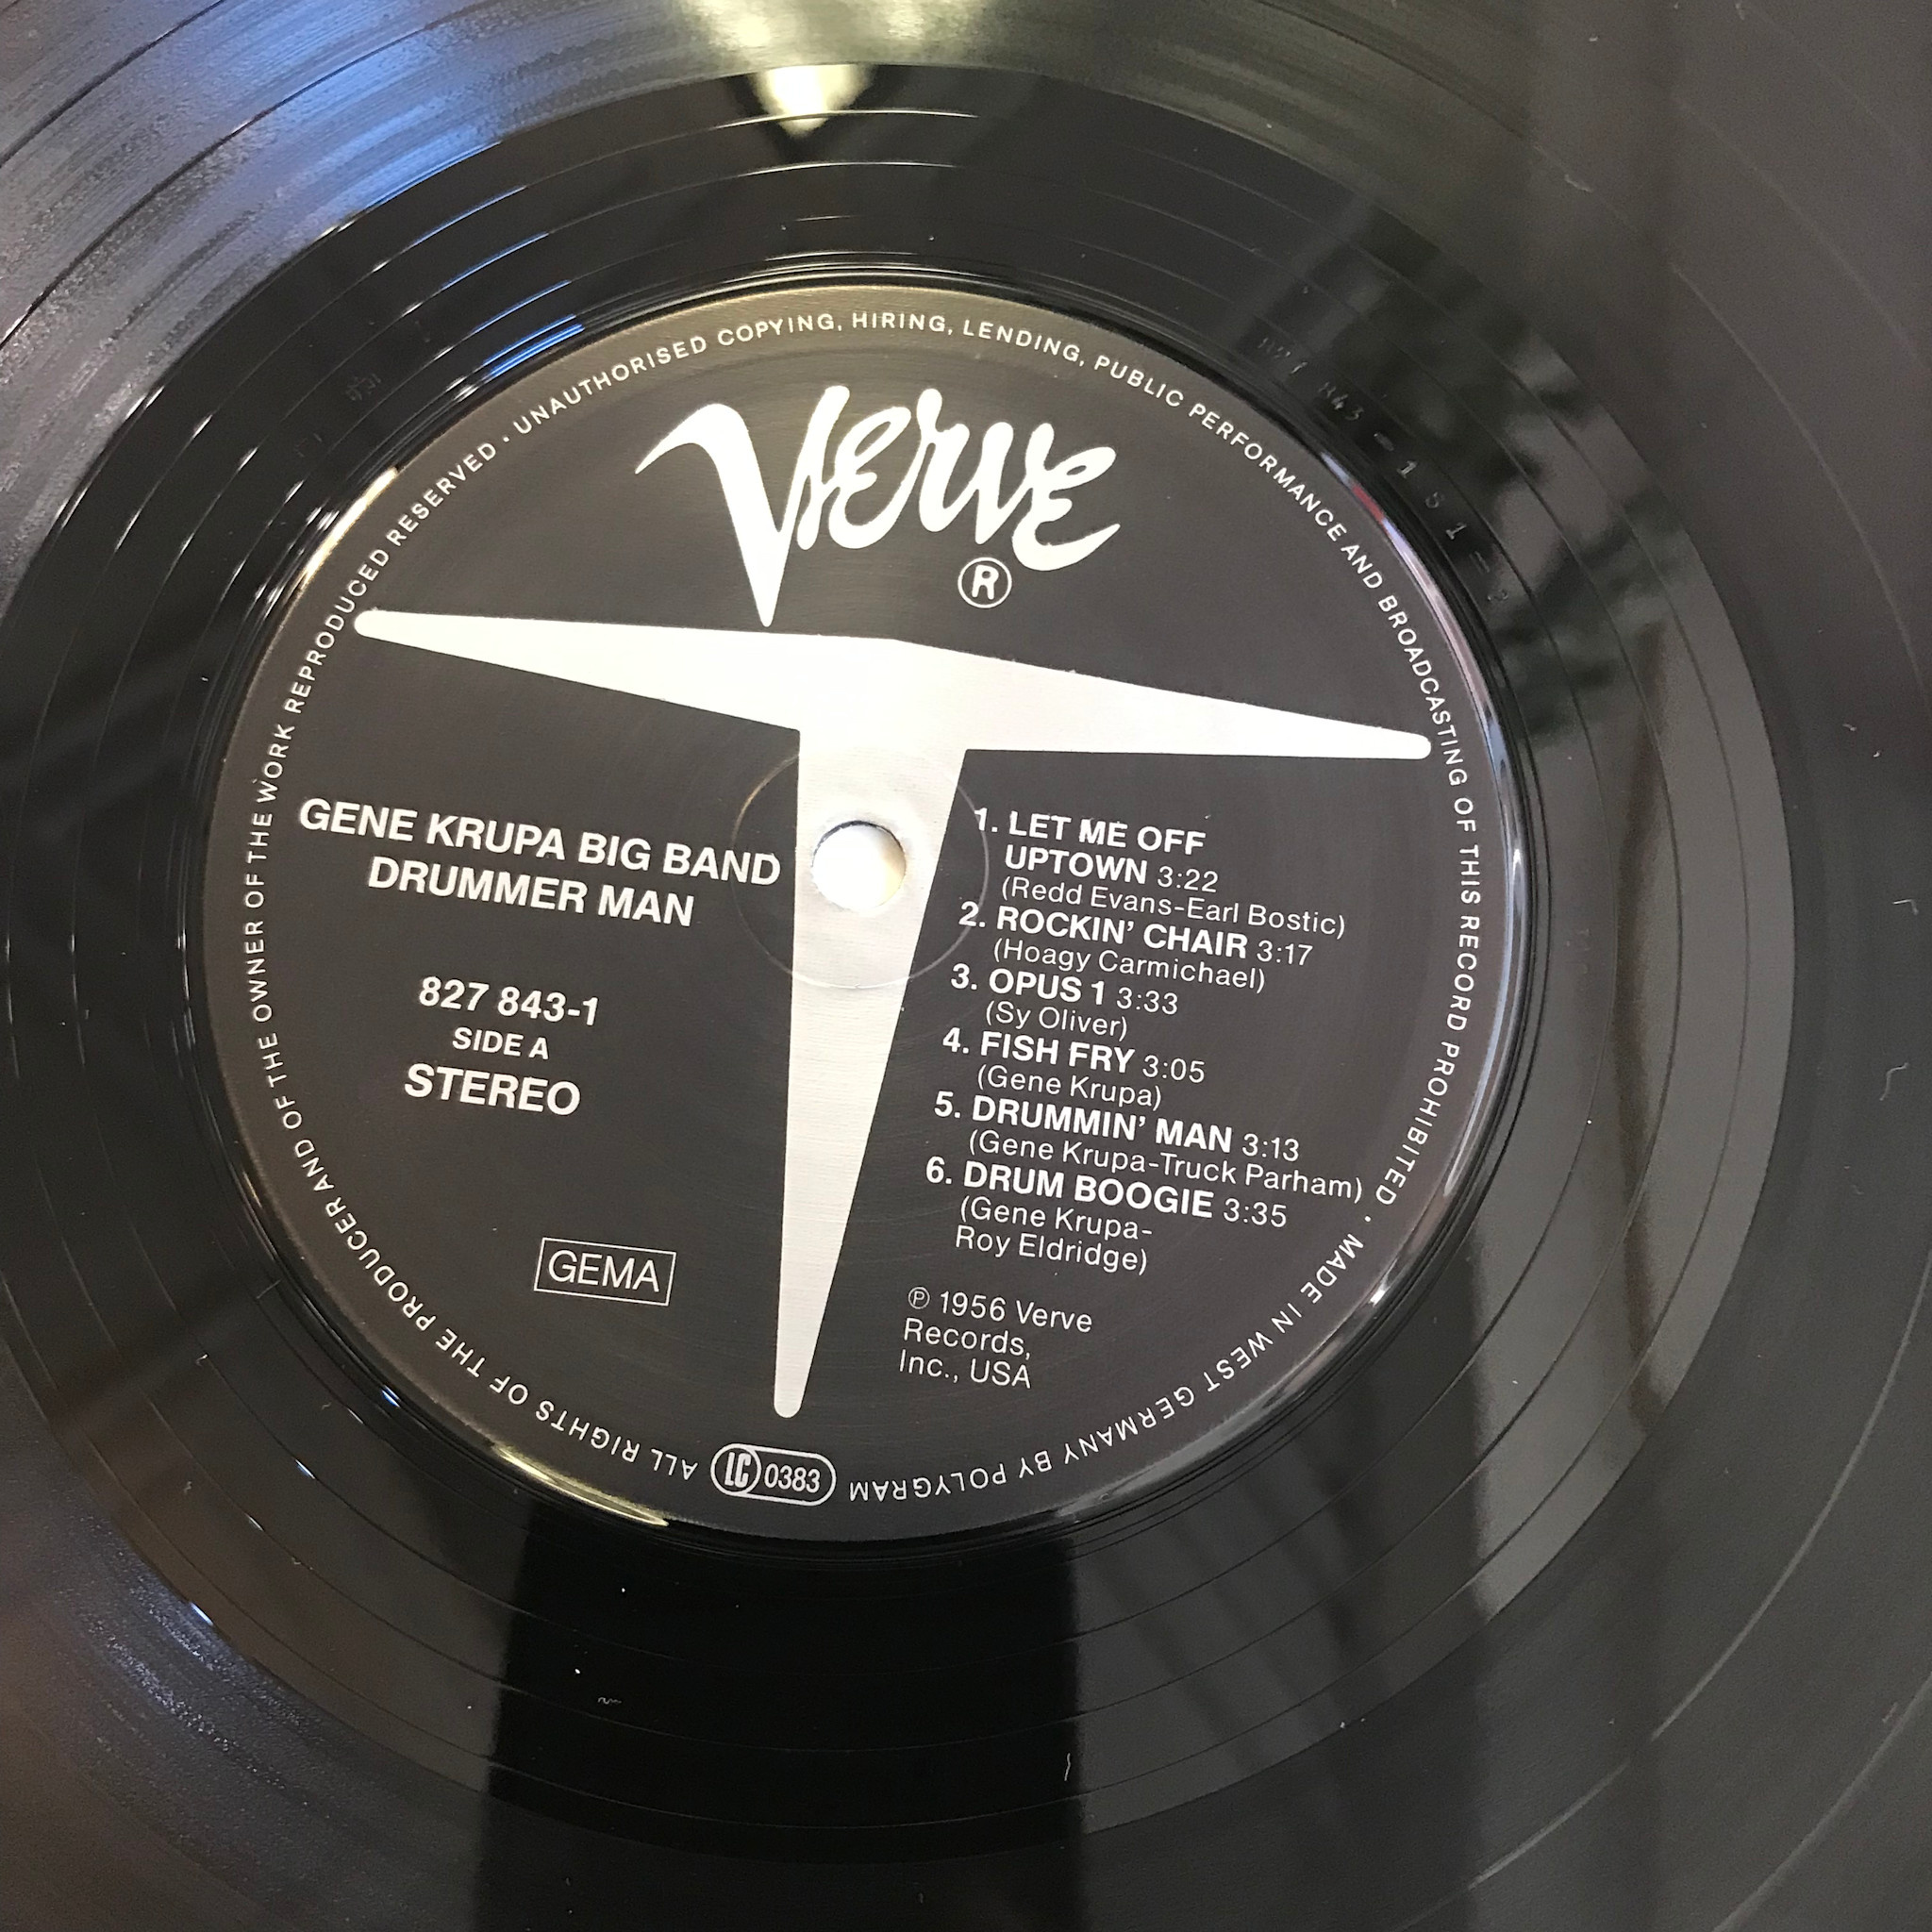 Verve
®
GENE KRUPA BIG BAND
DRUMMER MAN
827 843-1
SIDE A
STEREO
GEMA
1. LET ME OFF
UPTOWN 3:22
(Redd Evans-Earl Bostic)
2. ROCKIN' CHAIR 3:17
(Hoagy Carmichael)
3. OPUS 1 3:33
(Sy Oliver)
4. FISH FRY 3:05
(Gene Krupa)
5. DRUMMIN' MAN 3:13
(Gene Krupa-Truck Parham)
6. DRUM BOOGIE 3:35
(Gene Krupa-
Roy Eldridge)
℗ 1956 Verve
Records,
Inc., USA
ALL RIGHTS OF THE PRODUCER AND OF THE OWNER OF THE WORK REPRODUCED RESERVED · UNAUTHORISED COPYING, HIRING, LENDING, PUBLIC PERFORMANCE AND BROADCASTING OF THIS RECORD PROHIBITED · MADE IN WEST GERMANY BY POLYGRAM
LC 0383